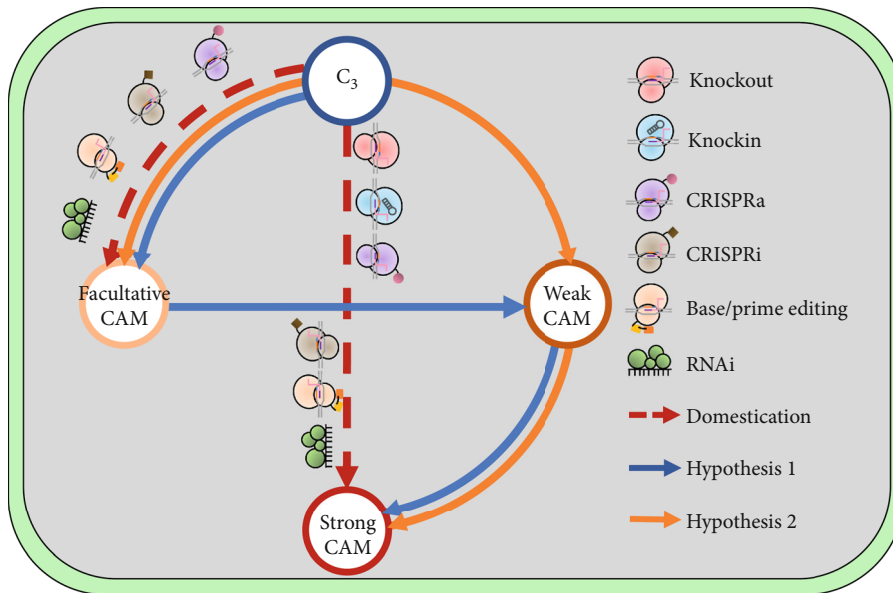 C₃
Facultative
CAM
Weak
CAM
Strong
CAM
Knockout
Knockin
CRISPRa
CRISPRi
Base/prime editing
RNAi
Domestication
Hypothesis 1
Hypothesis 2